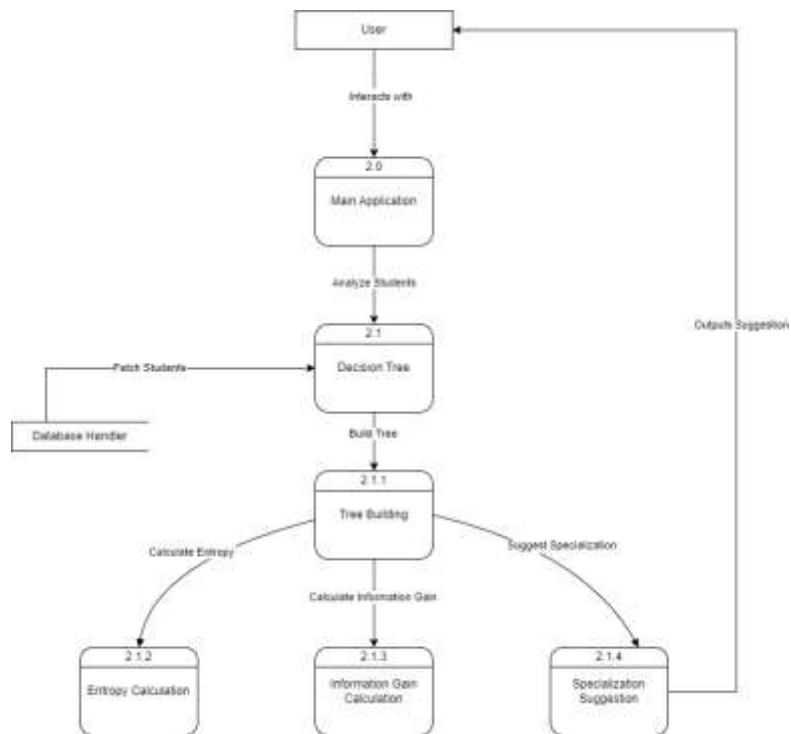 User
Interacts with
2.0
Main Application
Analyze Students
Outputs Suggestion
2.1
Decision Tree
Fetch Students
Database Handler
Build Tree
2.1.1
Tree Building
Calculate Entropy
Suggest Specialization
Calculate Information Gain
2.1.2
Entropy Calculation
2.1.3
Information Gain
Calculation
2.1.4
Specialization
Suggestion